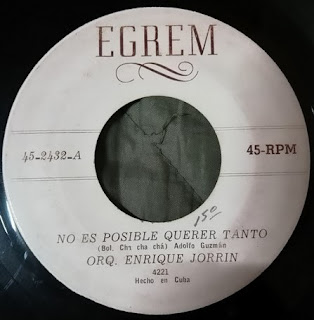 EGREM
45-2432-A
45-RPM
150
NO ES POSIBLE QUERER TANTO
(Bol. Cha cha chá) Adolfo Guzmán
ORQ. ENRIQUE JORRIN
4221
Hecho en Cuba